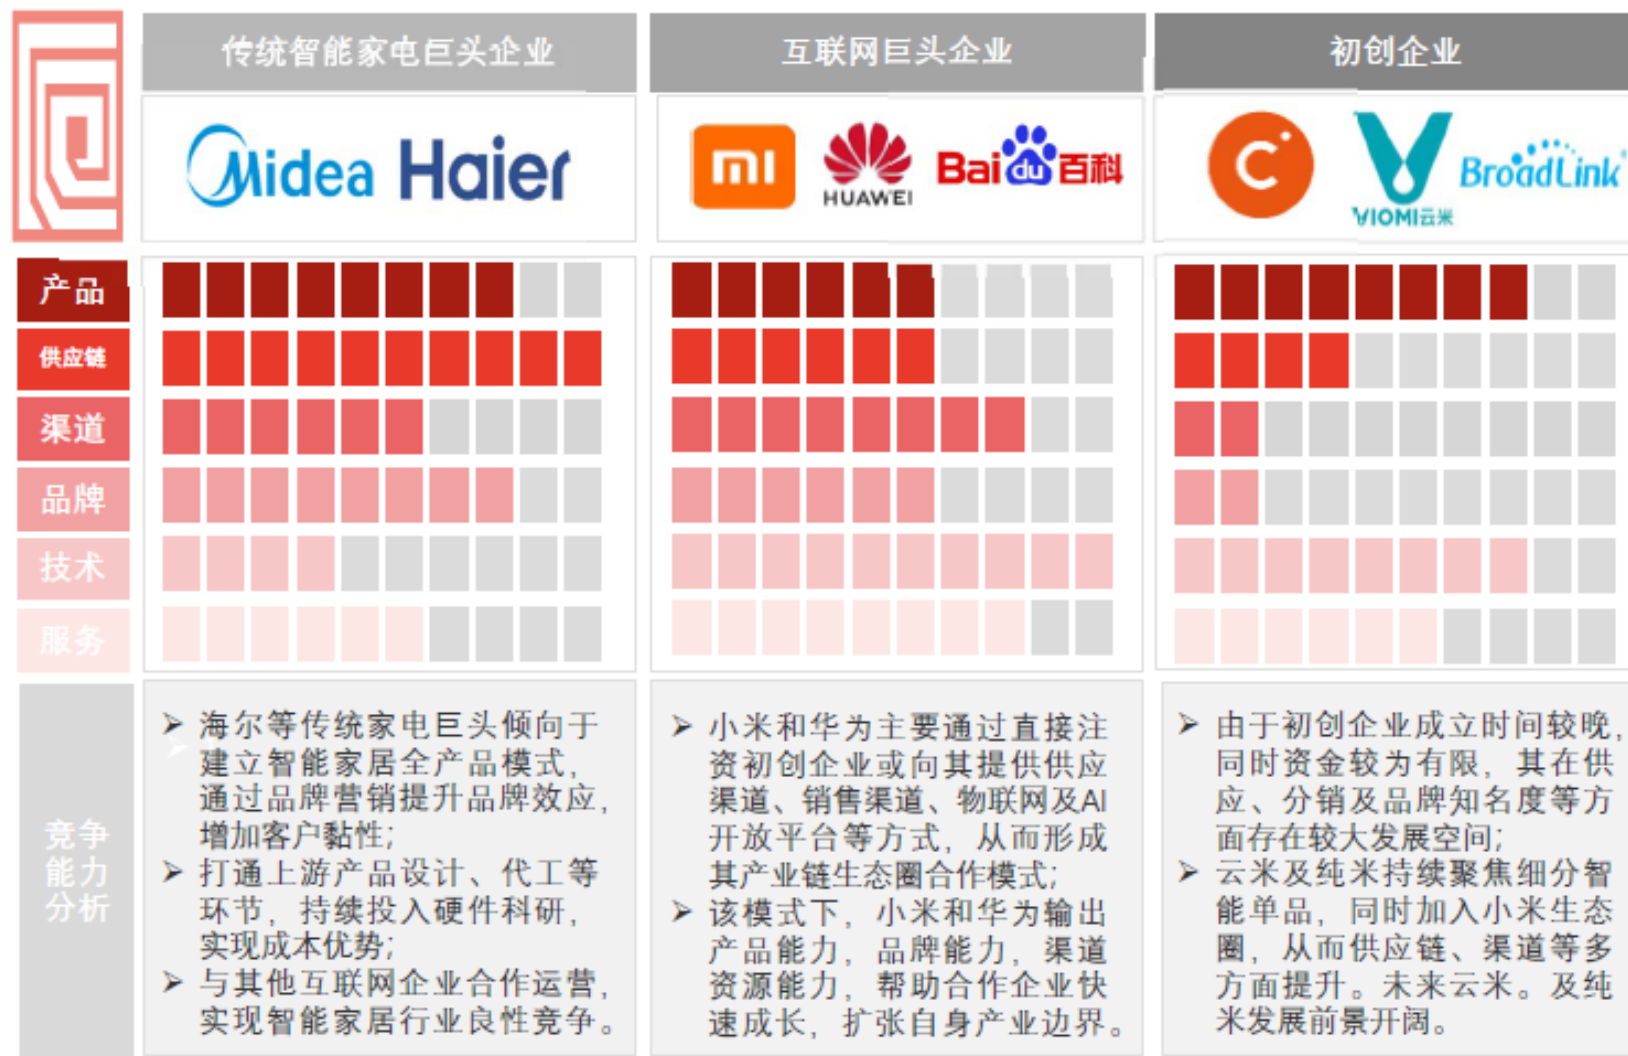 传统智能家电巨头企业
互联网巨头企业
初创企业
Midea
Haier
mi
HUAWEI
Bai du 百科
C
VIOMI云米
BroadLink
产品
供应链
渠道
品牌
技术
服务
竞争
能力
分析
➢ 海尔等传统家电巨头倾向于
建立智能家居全产品模式，
通过品牌营销提升品牌效应，
增加客户黏性；
➢ 打通上游产品设计、代工等
环节，持续投入硬件科研，
实现成本优势；
➢ 与其他互联网企业合作运营，
实现智能家居行业良性竞争。
➢ 小米和华为主要通过直接注
资初创企业或向其提供供应
渠道、销售渠道、物联网及AI
开放平台等方式，从而形成
其产业链生态圈合作模式；
➢ 该模式下，小米和华为输出
产品能力，品牌能力，渠道
资源能力，帮助合作企业快
速成长，扩张自身产业边界。
➢ 由于初创企业成立时间较晚，
同时资金较为有限，其在供
应、分销及品牌知名度等方
面存在较大发展空间；
➢ 云米及纯米持续聚焦细分智
能单品，同时加入小米生态
圈，从而供应链、渠道等多
方面提升。未来云米。及纯
米发展前景开阔。